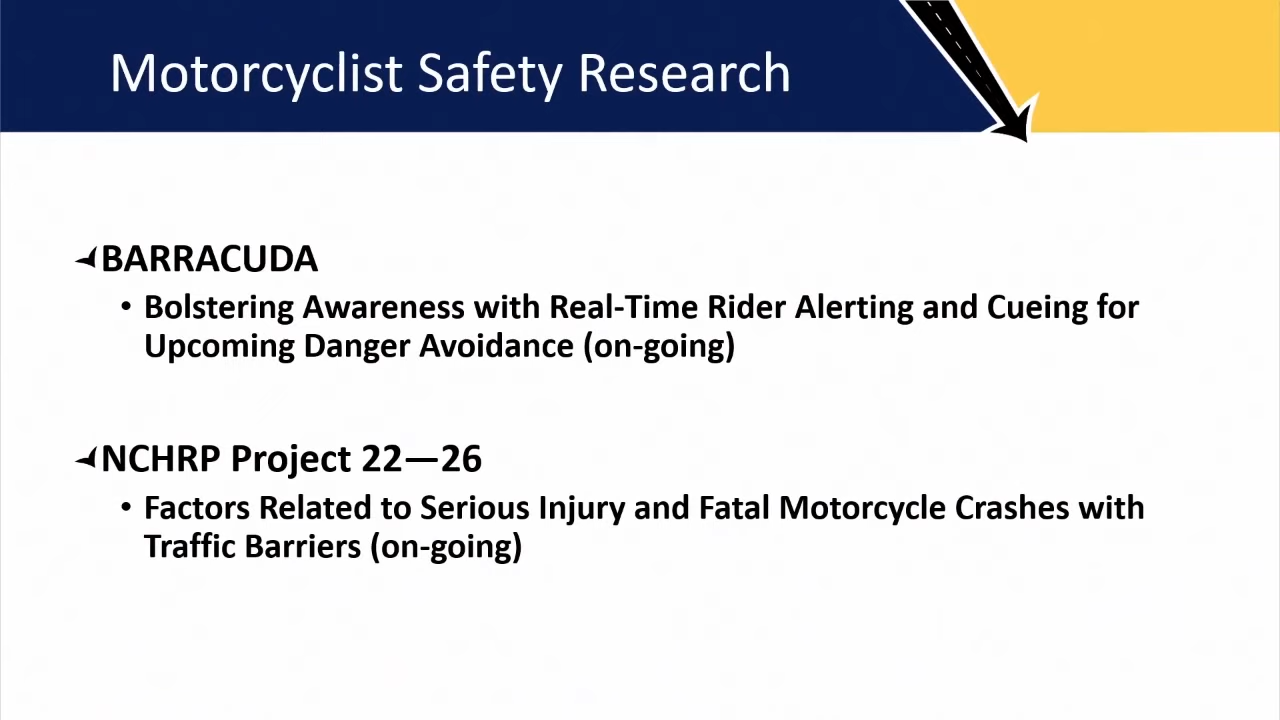 Motorcyclist Safety Research
BARRACUDA
• Bolstering Awareness with Real-Time Rider Alerting and Cueing for
Upcoming Danger Avoidance (on-going)
NCHRP Project 22—26
• Factors Related to Serious Injury and Fatal Motorcycle Crashes with
Traffic Barriers (on-going)